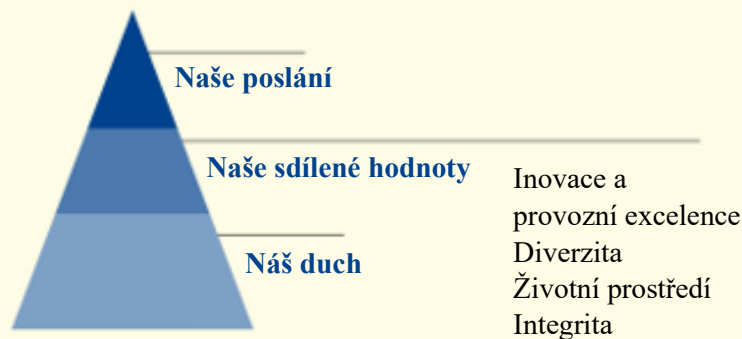 Naše poslání
Naše sdílené hodnoty
Náš duch
Inovace a
provozní excelence
Diverzita
Životní prostředí
Integrita